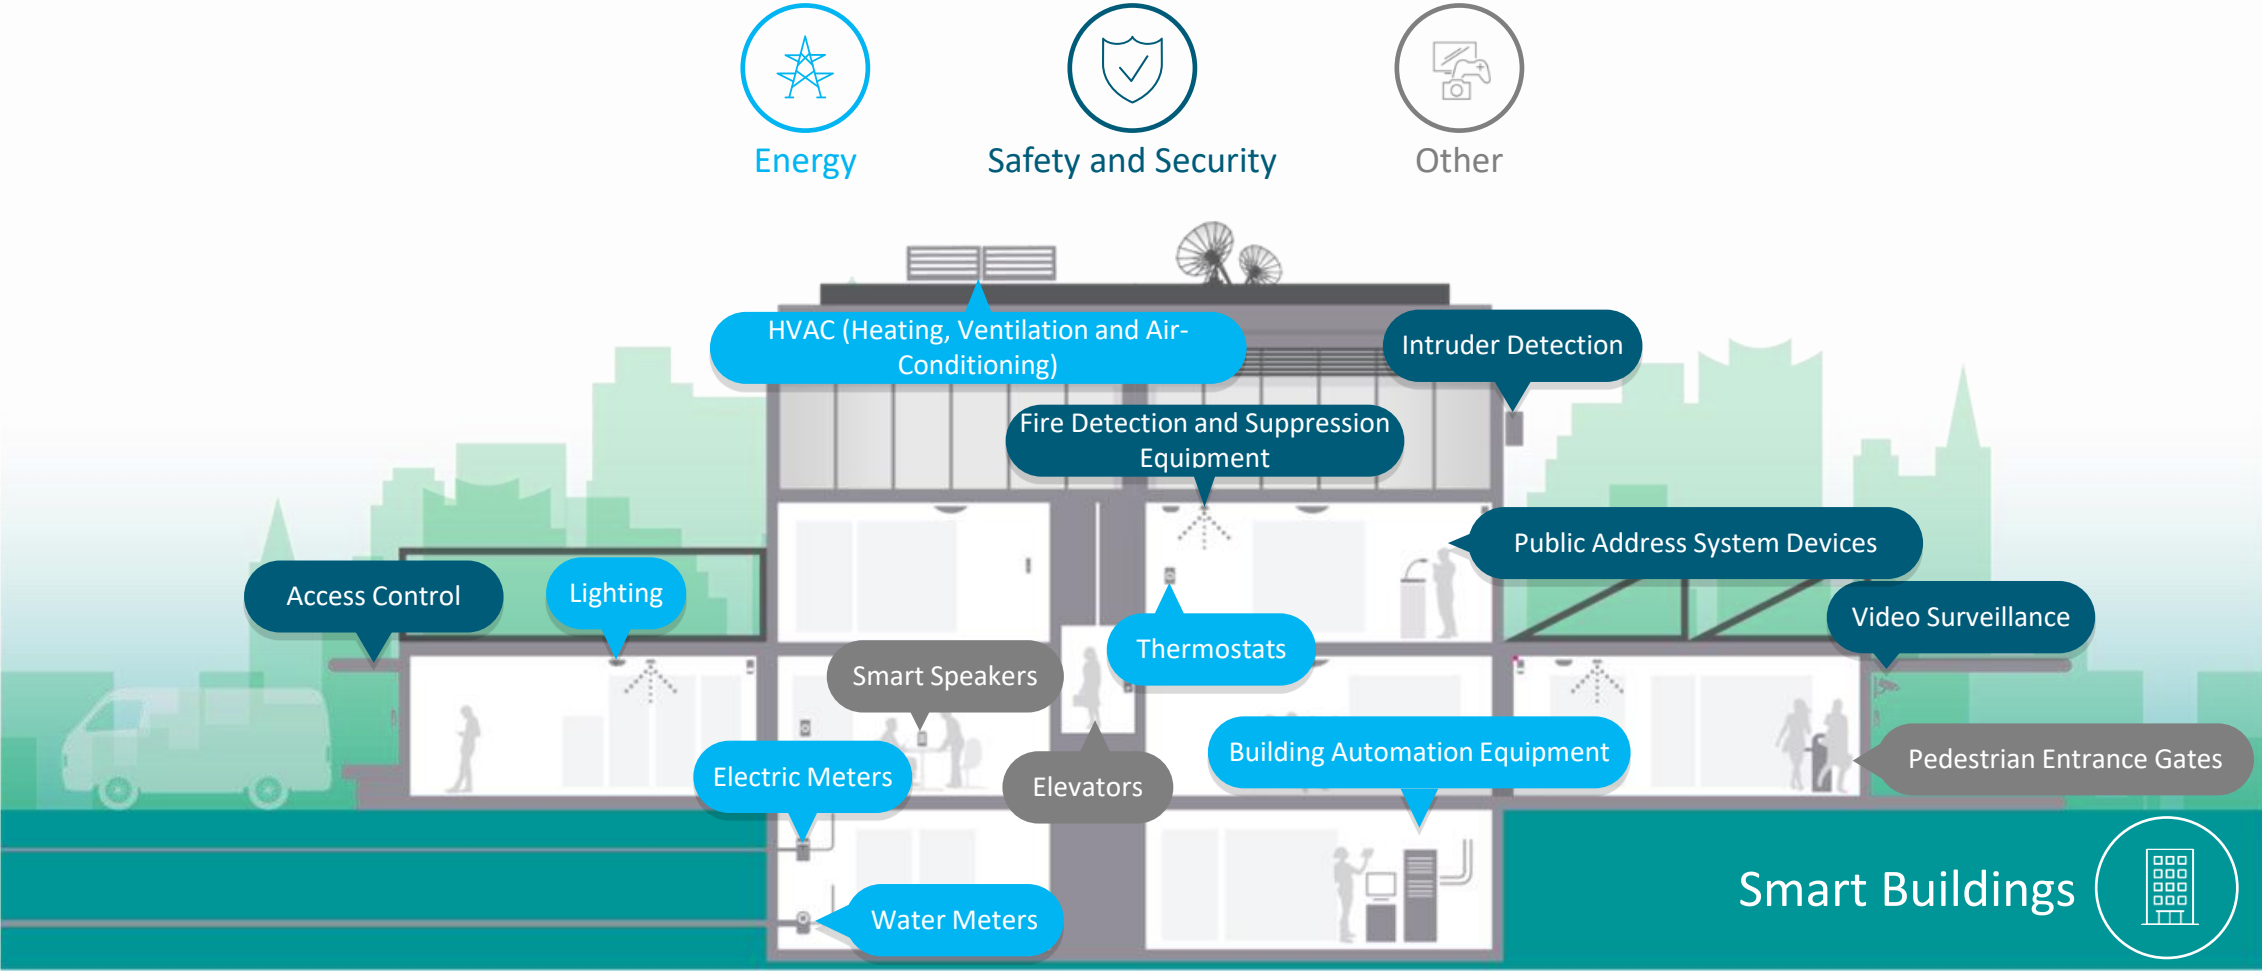 Energy
Safety and Security
Other
HVAC (Heating, Ventilation and Air-
Conditioning)
Intruder Detection
Fire Detection and Suppression
Equipment
Public Address System Devices
Access Control
Lighting
Video Surveillance
Thermostats
Smart Speakers
Building Automation Equipment
Pedestrian Entrance Gates
Electric Meters
Elevators
Smart Buildings
Water Meters